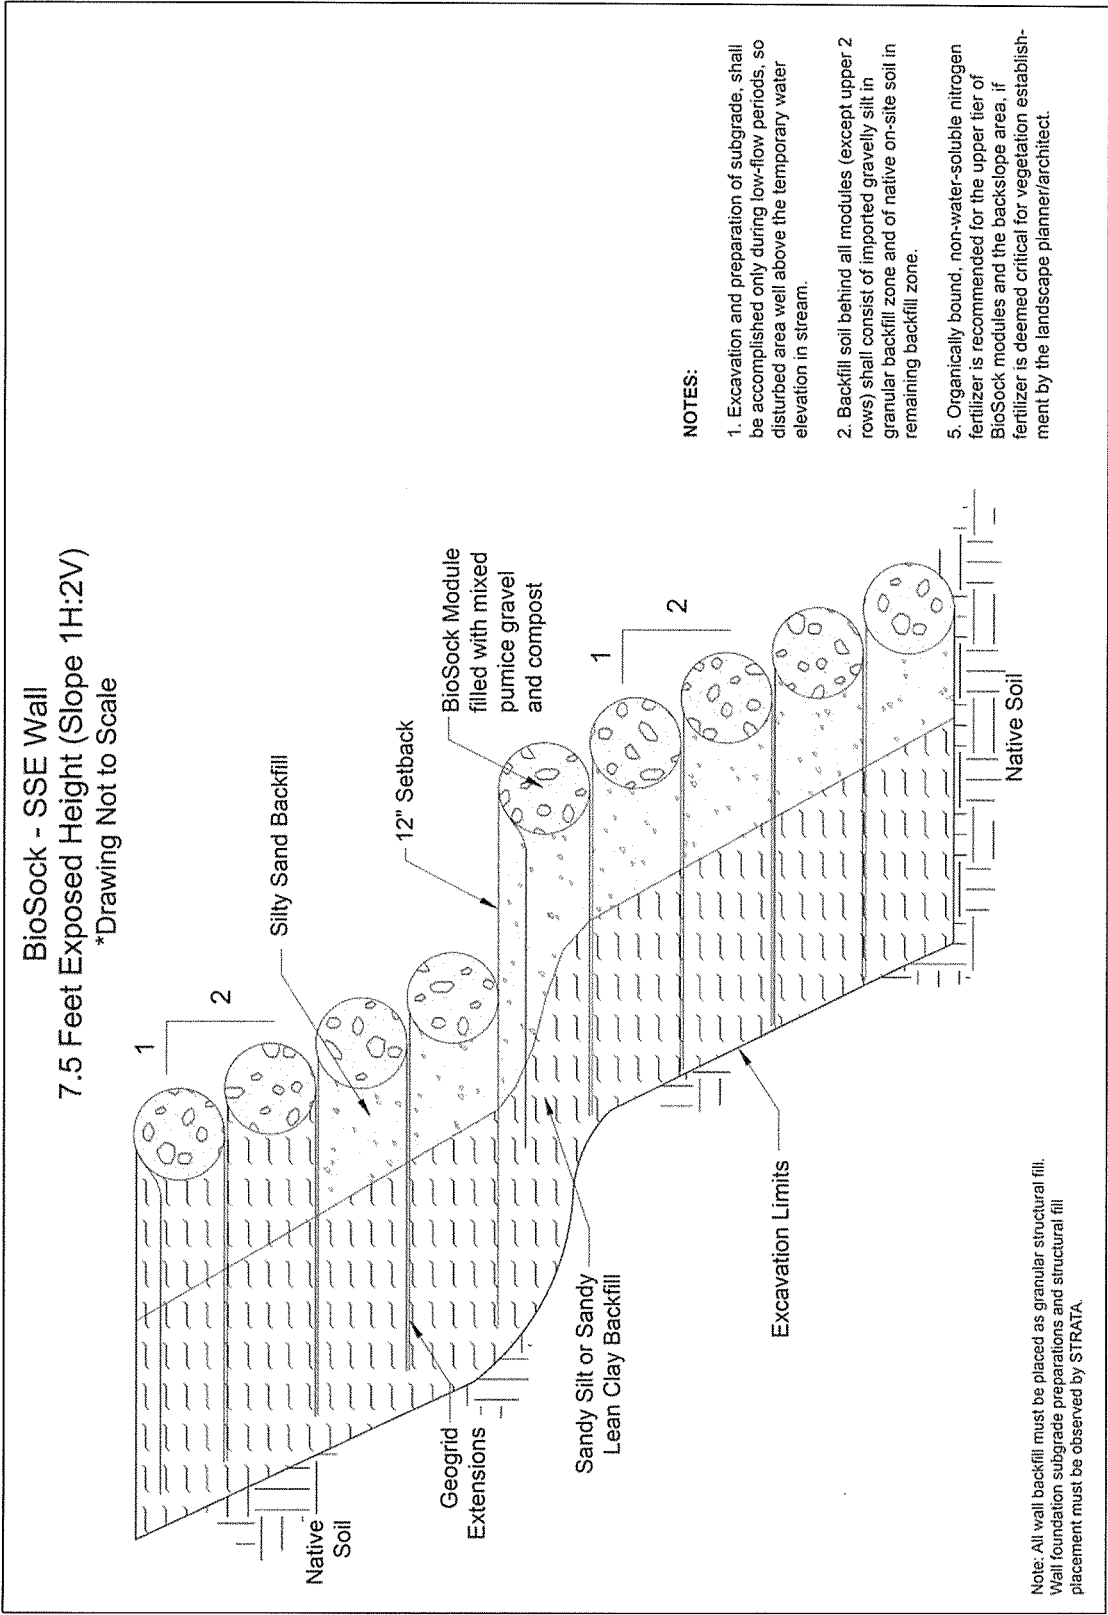 BioSock - SSE Wall
7.5 Feet Exposed Height (Slope 1H:2V)
*Drawing Not to Scale
1
2
Silty Sand Backfill
12" Setback
BioSock Module
filled with mixed
pumice gravel
and compost
1
2
Native
Soil
Geogrid
Extensions
Sandy Silt or Sandy
Lean Clay Backfill
Excavation Limits
Native Soil
NOTES:
1. Excavation and preparation of subgrade, shall
be accomplished only during low-flow periods, so
disturbed area well above the temporary water
elevation in stream.
2. Backfill soil behind all modules (except upper 2
rows) shall consist of imported gravelly silt in
granular backfill zone and of native on-site soil in
remaining backfill zone.
5. Organically bound, non-water-soluble nitrogen
fertilizer is recommended for the upper tier of
BioSock modules and the backslope area, if
fertilizer is deemed critical for vegetation establish-
ment by the landscape planner/architect.
Note: All wall backfill must be placed as granular structural fill.
Wall foundation subgrade preparations and structural fill
placement must be observed by STRATA.